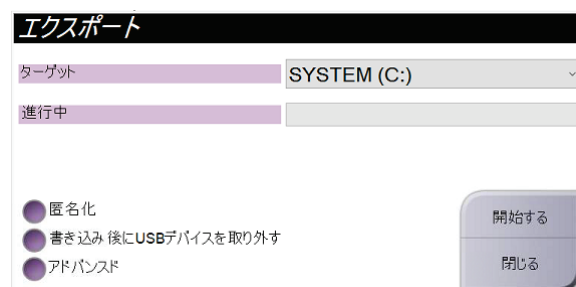 エクスポート
ターゲット
SYSTEM (C:)
進行中
匿名化
書き込み 後にUSBデバイスを取り外す
アドバンスド
開始する
閉じる